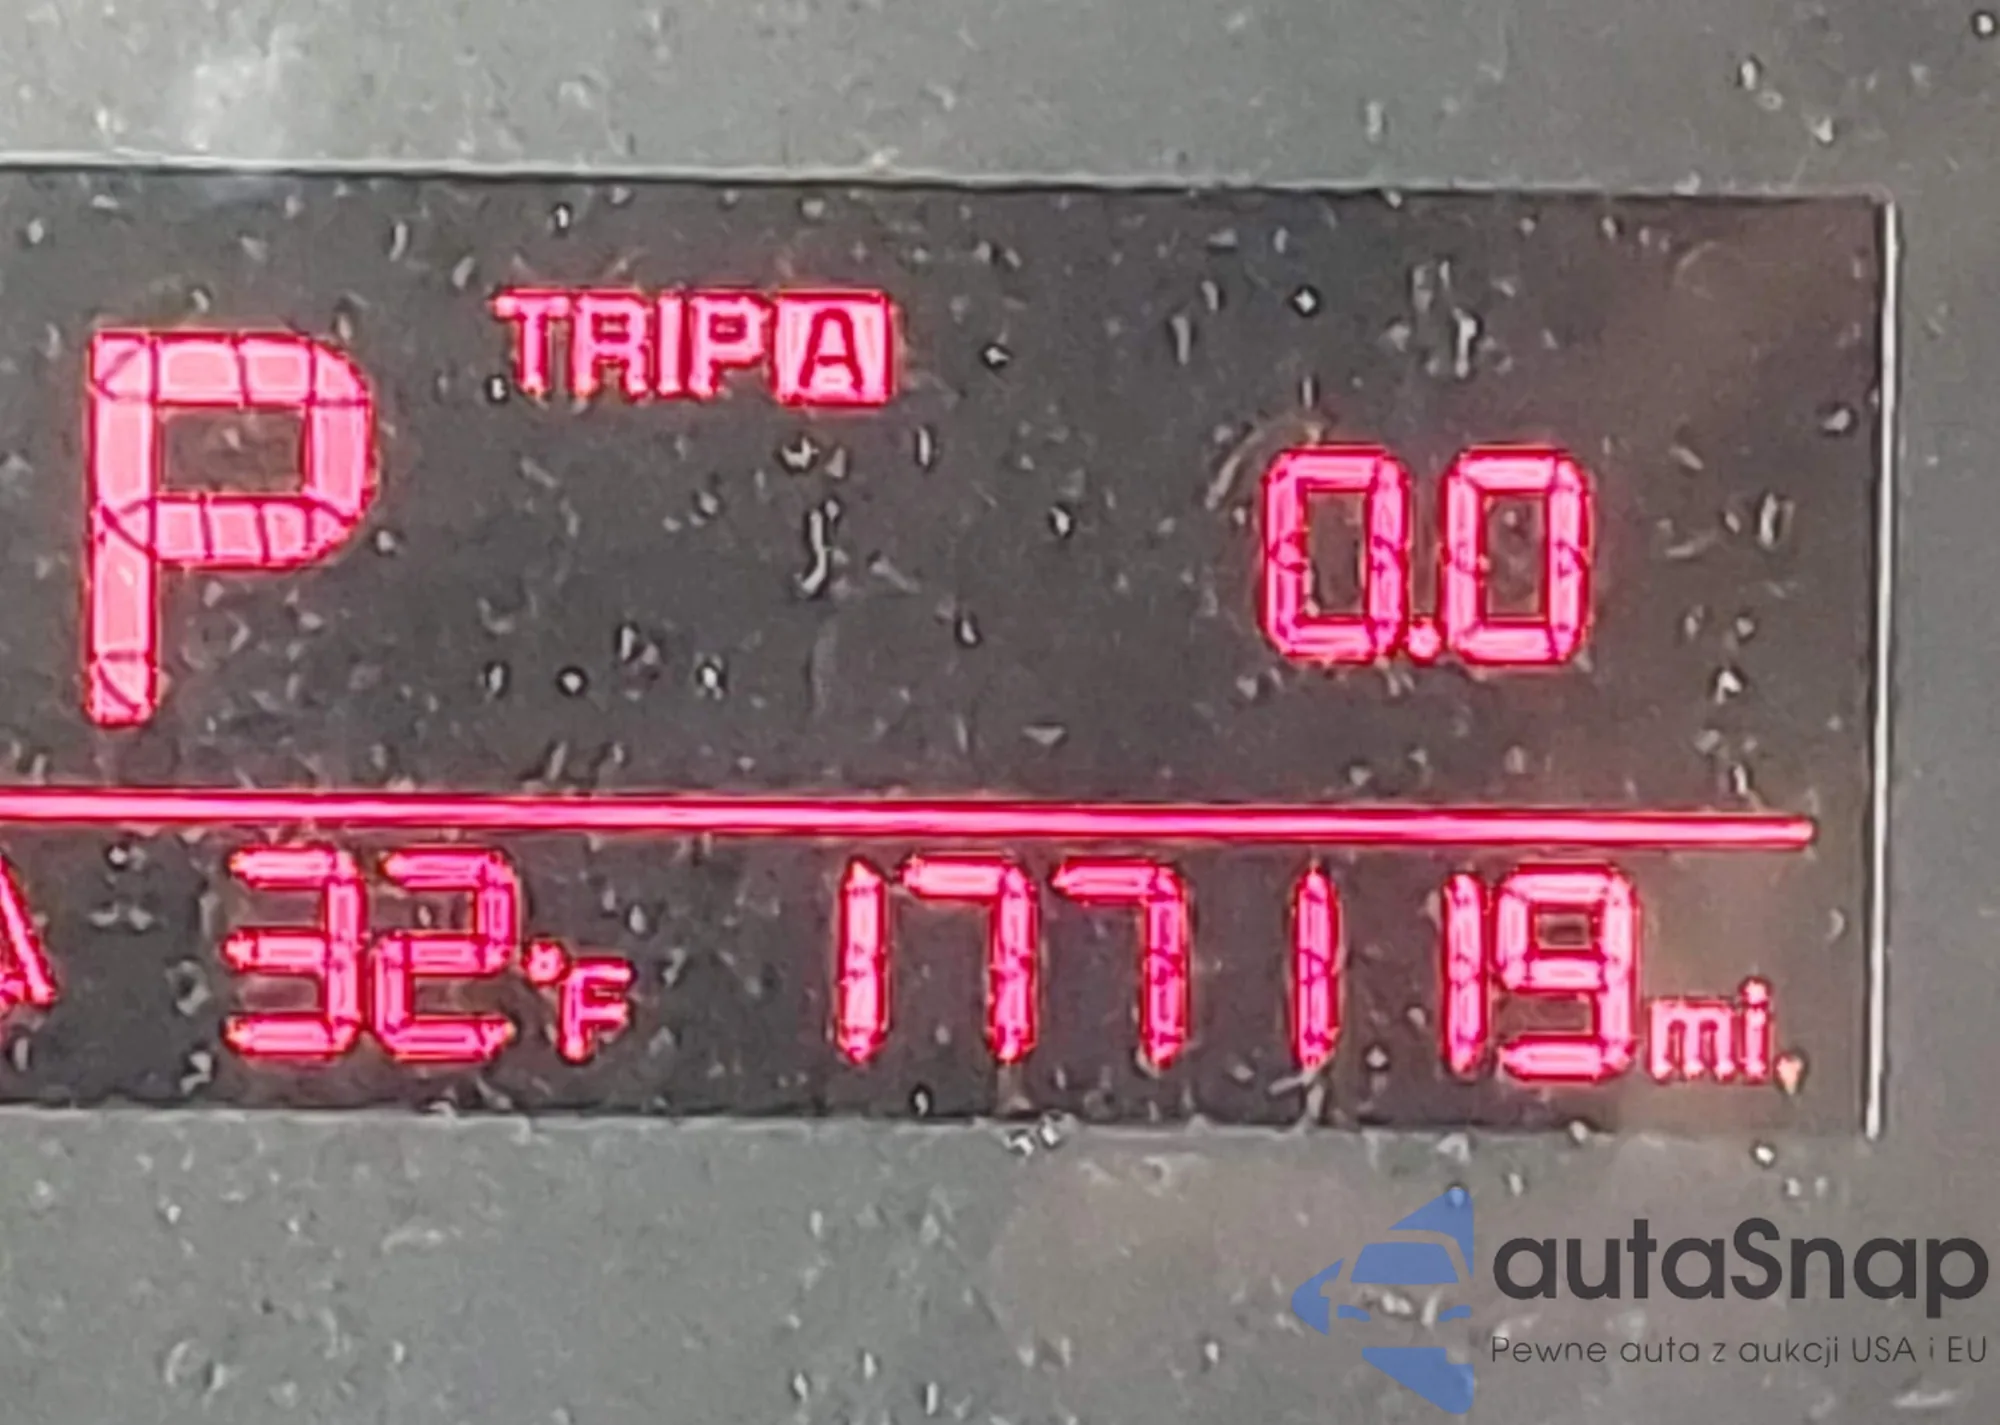 P TRIP A
0.0
A 32°F 177119 mi
autaSnap
Pewne auta z aukcji USA i EU